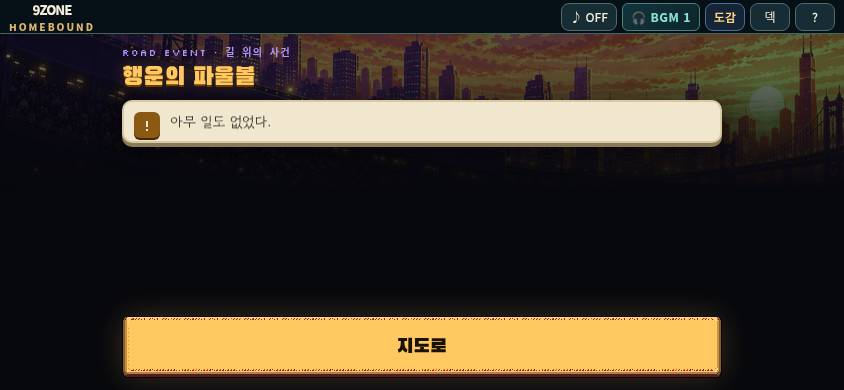 9ZONE
HOMEBOUND
♪ OFF
🎧 BGM 1
도감
덱
?
ROAD EVENT · 길 위의 사건
행운의 파울볼
!
아무 일도 없었다.
지도로